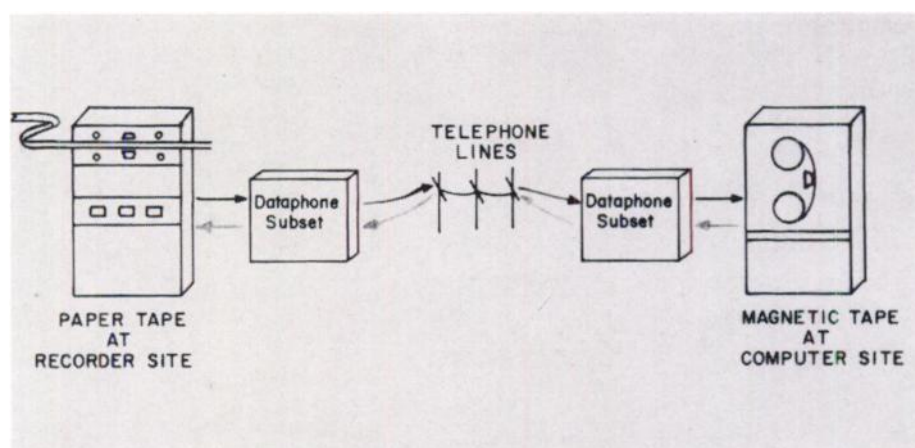 TELEPHONE
LINES
Dataphone
Subset
Dataphone
Subset
PAPER TAPE
AT
RECORDER SITE
MAGNETIC TAPE
AT
COMPUTER SITE